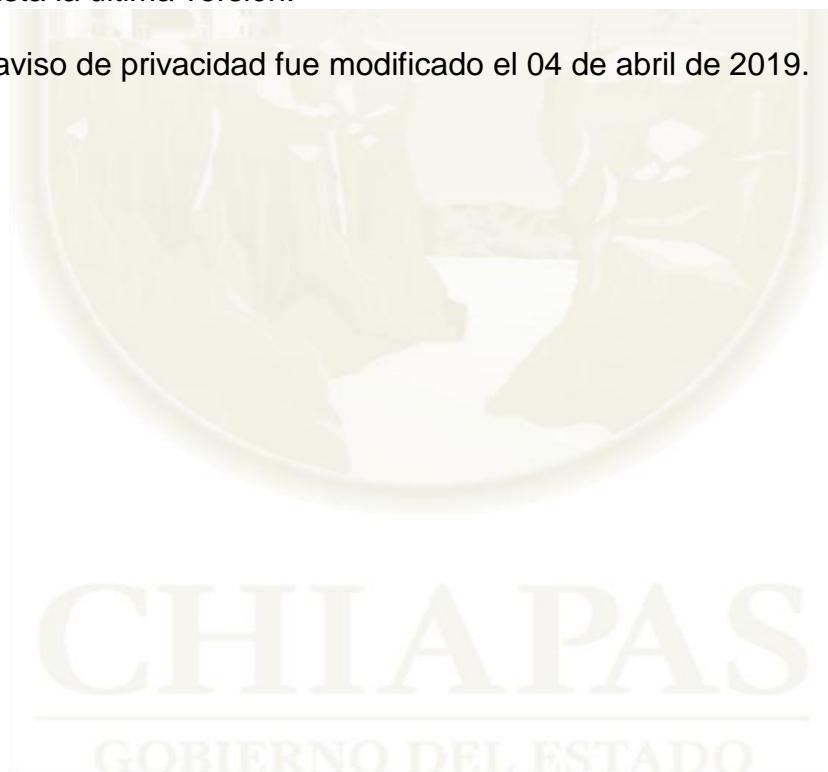 aviso de privacidad fue modificado el 04 de abril de 2019.
CHIAPAS
GOBIERNO DEL ESTADO